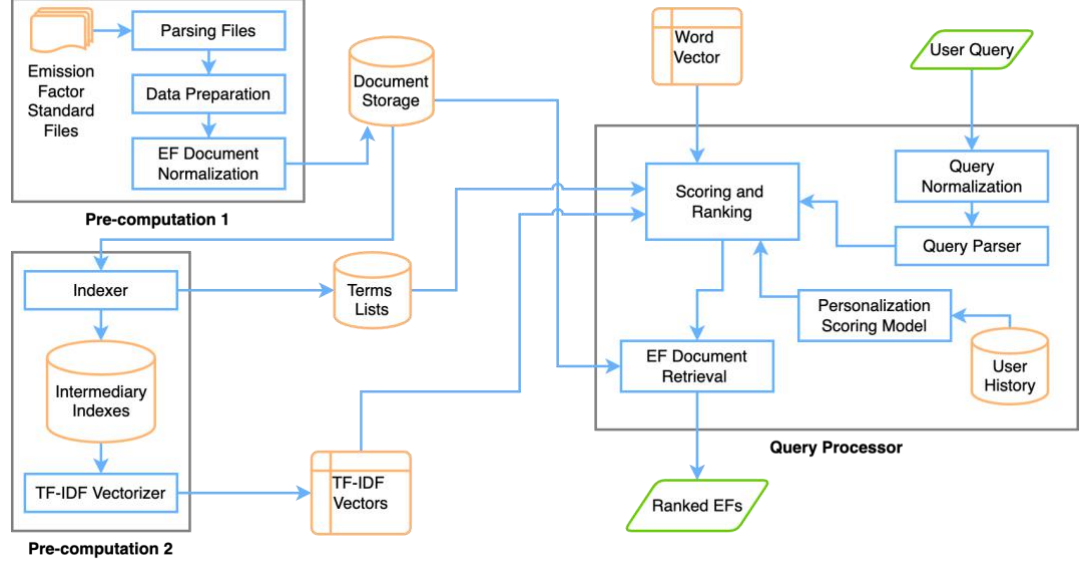 Parsing Files
Emission
Factor
Standard
Files
Data Preparation
EF Document
Normalization
Pre-computation 1
Document
Storage
Word
Vector
User Query
Query
Normalization
Scoring and
Ranking
Query Parser
Indexer
Terms
Lists
Personalization
Scoring Model
User
History
EF Document
Retrieval
Intermediary
Indexes
Query Processor
TF-IDF Vectorizer
TF-IDF
Vectors
Ranked EFs
Pre-computation 2